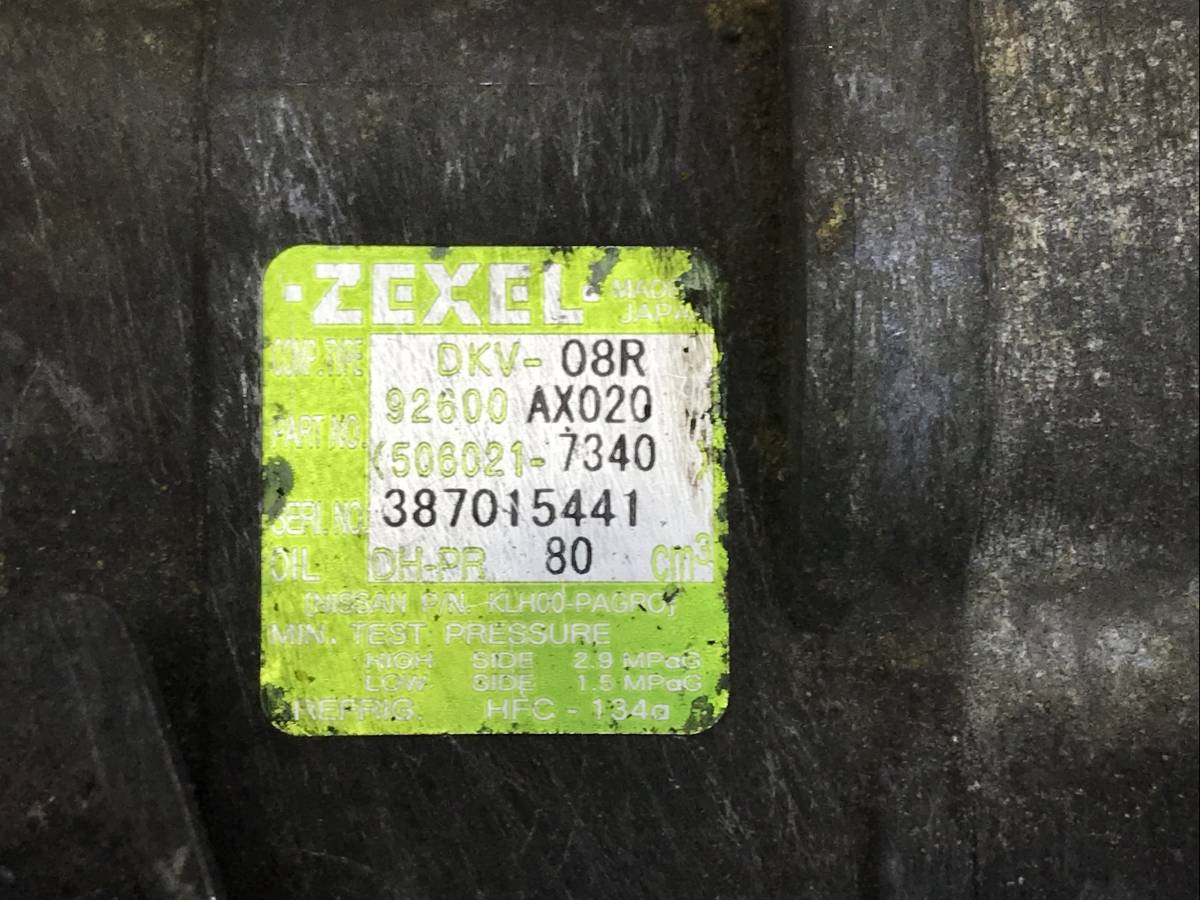 ·ZEXEL· MADE
JAPAN
COMP.TYPE DKV- 08R
92600 AX020
PART NO.
(506021- 7340 )
SERI.NO. 387015441
OIL DH-PR 80 cm³
(NISSAN P/N. KLH00-PAGR0)
MIN. TEST PRESSURE
HIGH SIDE 2.9 MPaG
LOW SIDE 1.5 MPaG
REFRIG. HFC - 134a